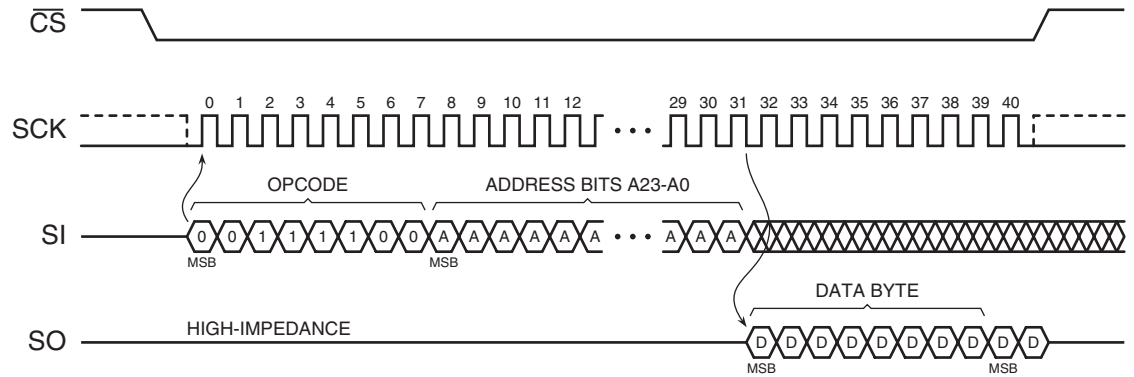 CS
0 1 2 3 4 5 6 7 8 9 10 11 12 29 30 31 32 33 34 35 36 37 38 39 40
SCK
OPCODE ADDRESS BITS A23-A0
SI 0 0 1 1 1 1 0 0 A A A A A A A A A
MSB MSB
DATA BYTE
HIGH-IMPEDANCE
SO D D D D D D D D D D
MSB MSB